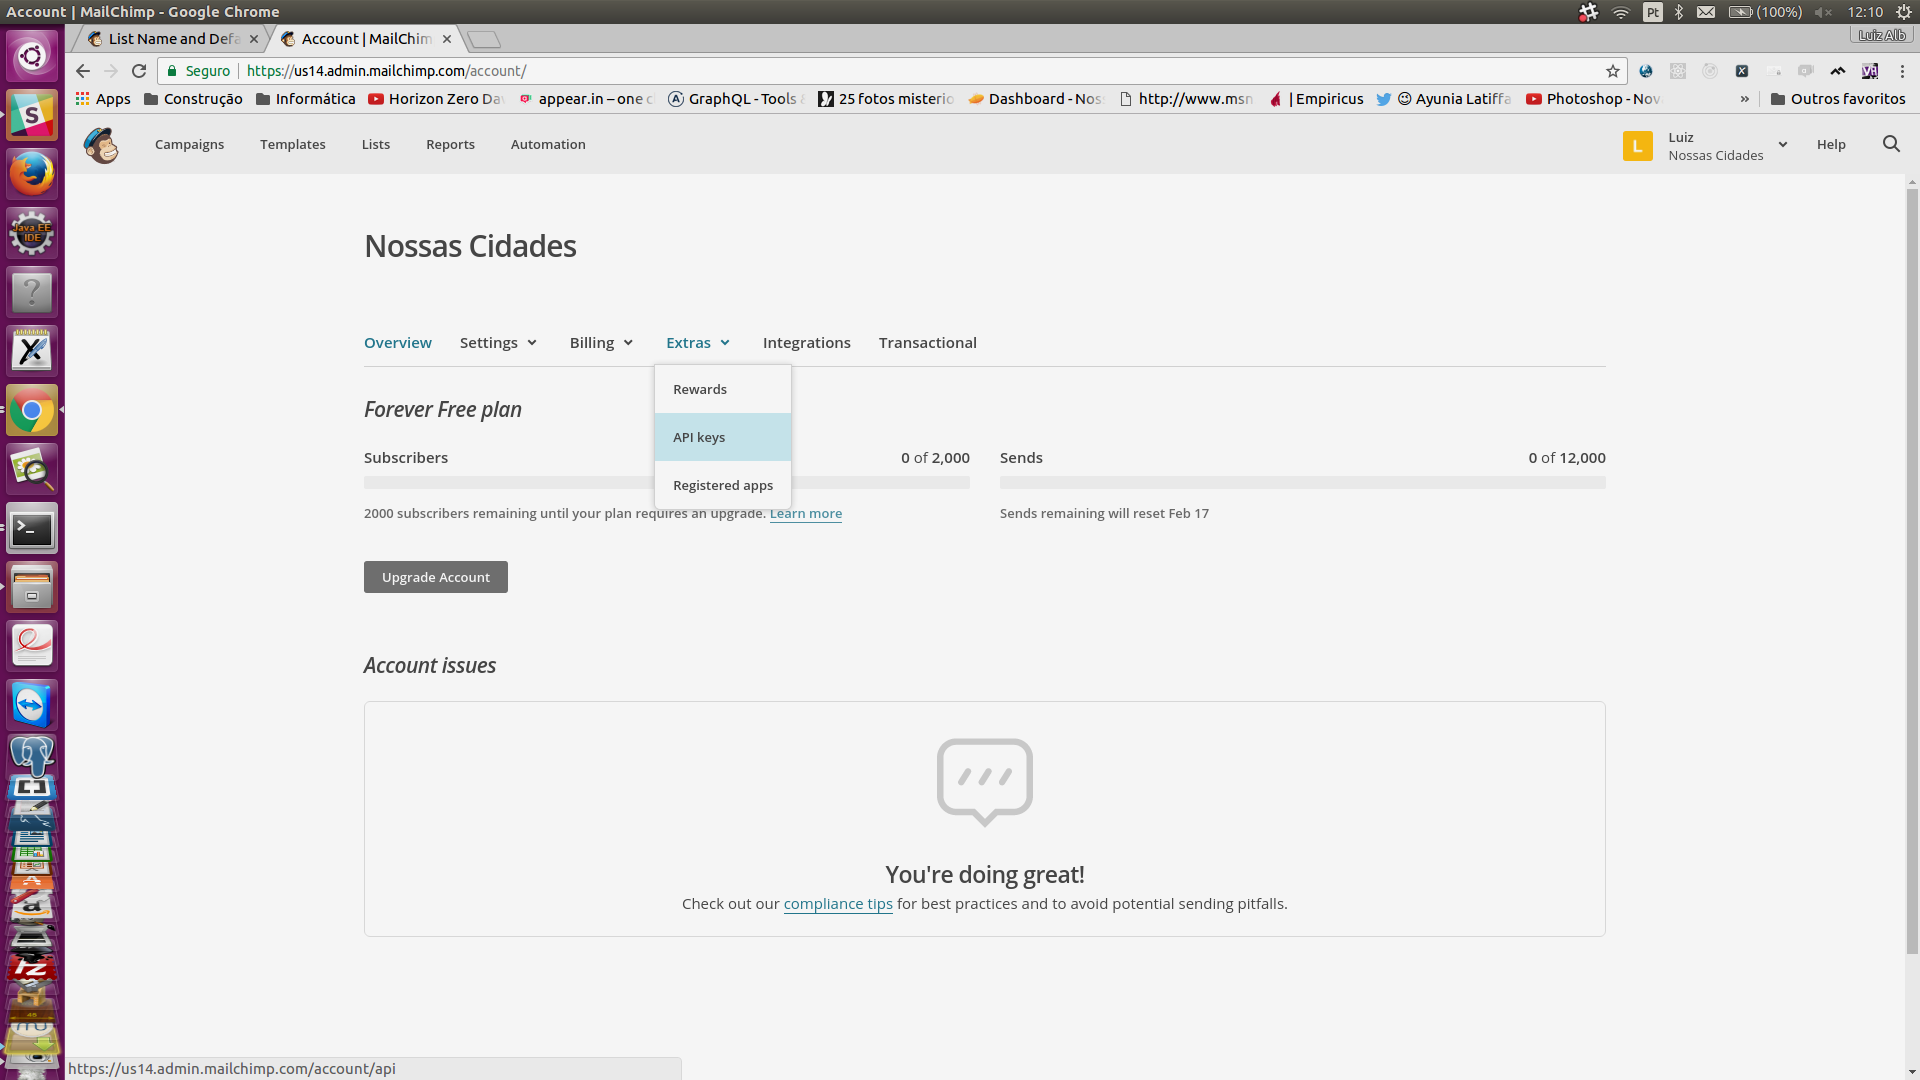 Account | MailChimp - Google Chrome
Pt
(100%)
12:10
List Name and Defa
Account | MailChim
Luiz Alb
Seguro
https://us14.admin.mailchimp.com/account/
Apps
Construção
Informática
Horizon Zero Da
appear.in – one c
GraphQL - Tools
25 fotos misterio
Dashboard - Nos
http://www.msn
| Empiricus
Ayunia Latiffa
Photoshop - Nov
»
Outros favoritos
Campaigns
Templates
Lists
Reports
Automation
L
Luiz
Nossas Cidades
Help
Nossas Cidades
Overview
Settings
Billing
Extras
Integrations
Transactional
Rewards
API keys
Registered apps
Forever Free plan
Subscribers
0 of 2,000
2000 subscribers remaining until your plan requires an upgrade. Learn more
Sends
0 of 12,000
Sends remaining will reset Feb 17
Upgrade Account
Account issues
You're doing great!
Check out our compliance tips for best practices and to avoid potential sending pitfalls.
Java EE
IDE
https://us14.admin.mailchimp.com/account/api